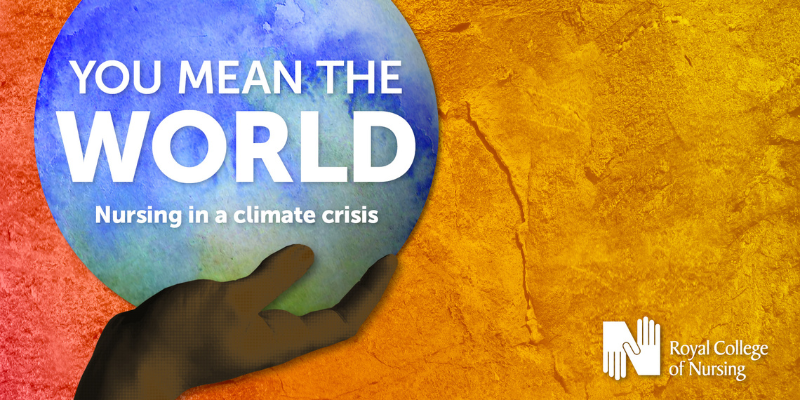 YOU MEAN THE
WORLD
Nursing in a climate crisis
Royal College
of Nursing